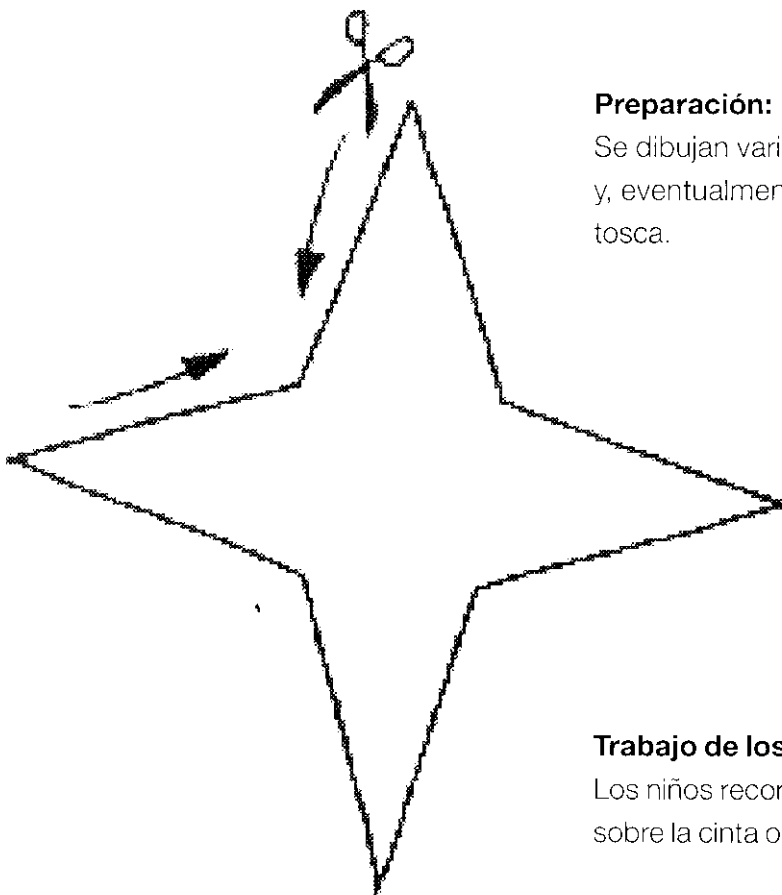 Preparación:
Se dibujan vari
y, eventualmen
tosca.
Trabajo de los
Los niños recor
sobre la cinta o